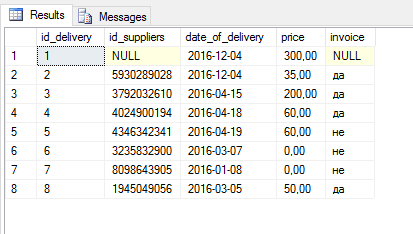 Results Messages
id_delivery id_suppliers date_of_delivery price invoice
1 1 NULL 2016-12-04 300,00 NULL
2 2 5930289028 2016-12-04 35,00 да
3 3 3792032610 2016-04-15 200,00 да
4 4 4024900194 2016-04-18 60,00 да
5 5 4346342341 2016-04-19 60,00 не
6 6 3235832900 2016-03-07 0,00 не
7 7 8098643905 2016-01-08 0,00 не
8 8 1945049056 2016-03-05 50,00 да